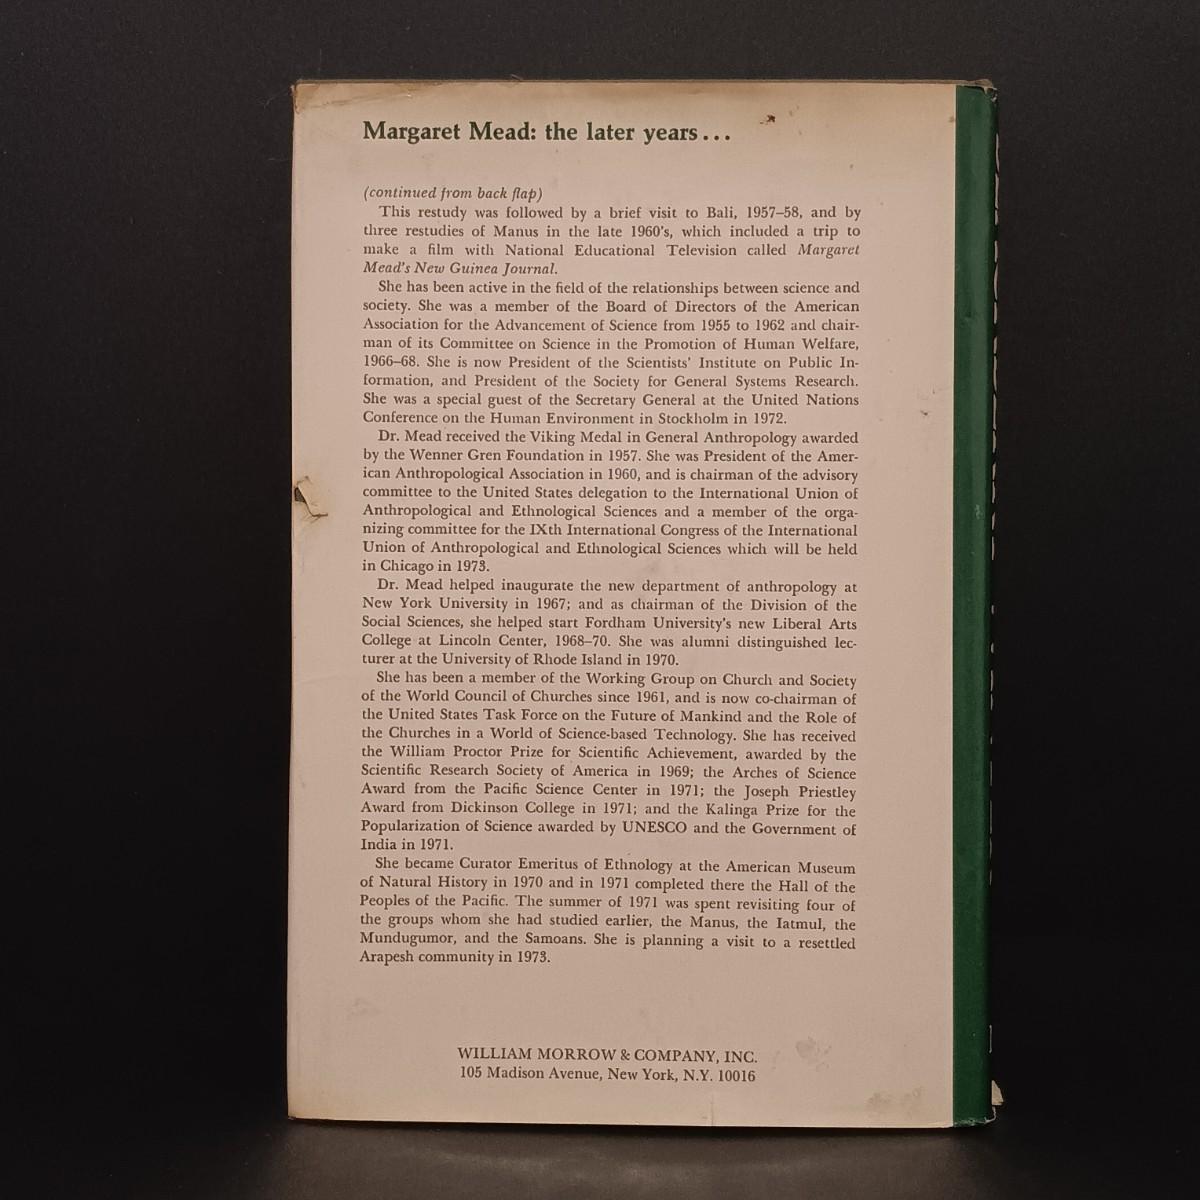 Margaret Mead: the later years...
(continued from back flap)
This restudy was followed by a brief visit to Bali, 1957–58, and by
three restudies of Manus in the late 1960's, which included a trip to
make a film with National Educational Television called Margaret
Mead's New Guinea Journal.
She has been active in the field of the relationships between science and
society. She was a member of the Board of Directors of the American
Association for the Advancement of Science from 1955 to 1962 and chair-
man of its Committee on Science in the Promotion of Human Welfare,
1966–68. She is now President of the Scientists' Institute on Public In-
formation, and President of the Society for General Systems Research.
She was a special guest of the Secretary General at the United Nations
Conference on the Human Environment in Stockholm in 1972.
Dr. Mead received the Viking Medal in General Anthropology awarded
by the Wenner Gren Foundation in 1957. She was President of the Amer-
ican Anthropological Association in 1960, and is chairman of the advisory
committee to the United States delegation to the International Union of
Anthropological and Ethnological Sciences and a member of the orga-
nizing committee for the IXth International Congress of the International
Union of Anthropological and Ethnological Sciences which will be held
in Chicago in 1973.
Dr. Mead helped inaugurate the new department of anthropology at
New York University in 1967; and as chairman of the Division of the
Social Sciences, she helped start Fordham University's new Liberal Arts
College at Lincoln Center, 1968–70. She was alumni distinguished lec-
turer at the University of Rhode Island in 1970.
She has been a member of the Working Group on Church and Society
of the World Council of Churches since 1961, and is now co-chairman of
the United States Task Force on the Future of Mankind and the Role of
the Churches in a World of Science-based Technology. She has received
the William Proctor Prize for Scientific Achievement, awarded by the
Scientific Research Society of America in 1969; the Arches of Science
Award from the Pacific Science Center in 1971; the Joseph Priestley
Award from Dickinson College in 1971; and the Kalinga Prize for the
Popularization of Science awarded by UNESCO and the Government of
India in 1971.
She became Curator Emeritus of Ethnology at the American Museum
of Natural History in 1970 and in 1971 completed there the Hall of the
Peoples of the Pacific. The summer of 1971 was spent revisiting four of
the groups whom she had studied earlier, the Manus, the Iatmul, the
Mundugumor, and the Samoans. She is planning a visit to a resettled
Arapesh community in 1973.
WILLIAM MORROW & COMPANY, INC.
105 Madison Avenue, New York, N.Y. 10016